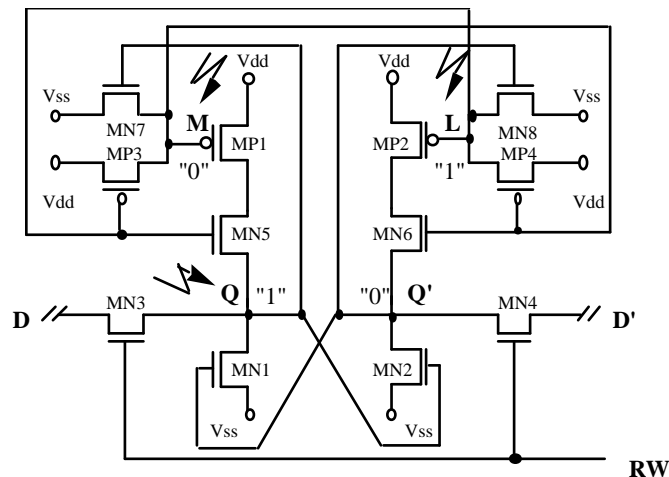 Vdd
Vdd
Vss
M
L
Vss
MN7
MP1
MP2
MN8
MP3
"0"
"1"
MP4
Vdd
Vdd
MN5
MN6
Q
"1"
"0"
Q'
D
MN3
MN4
D'
MN1
MN2
Vss
Vss
RW